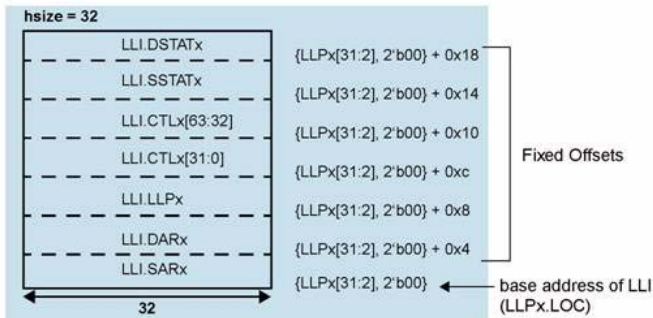 hsize = 32
LLI.DSTATx
{LLPx[31:2], 2'b00} + 0x18
LLI.SSTATx
{LLPx[31:2], 2'b00} + 0x14
LLI.CTLx[63:32]
{LLPx[31:2], 2'b00} + 0x10
LLI.CTLx[31:0]
{LLPx[31:2], 2'b00} + 0xc
Fixed Offsets
LLI.LLPx
{LLPx[31:2], 2'b00} + 0x8
LLI.DARx
{LLPx[31:2], 2'b00} + 0x4
LLI.SARx
{LLPx[31:2], 2'b00}
base address of LLI
(LLPx.LOC)
32